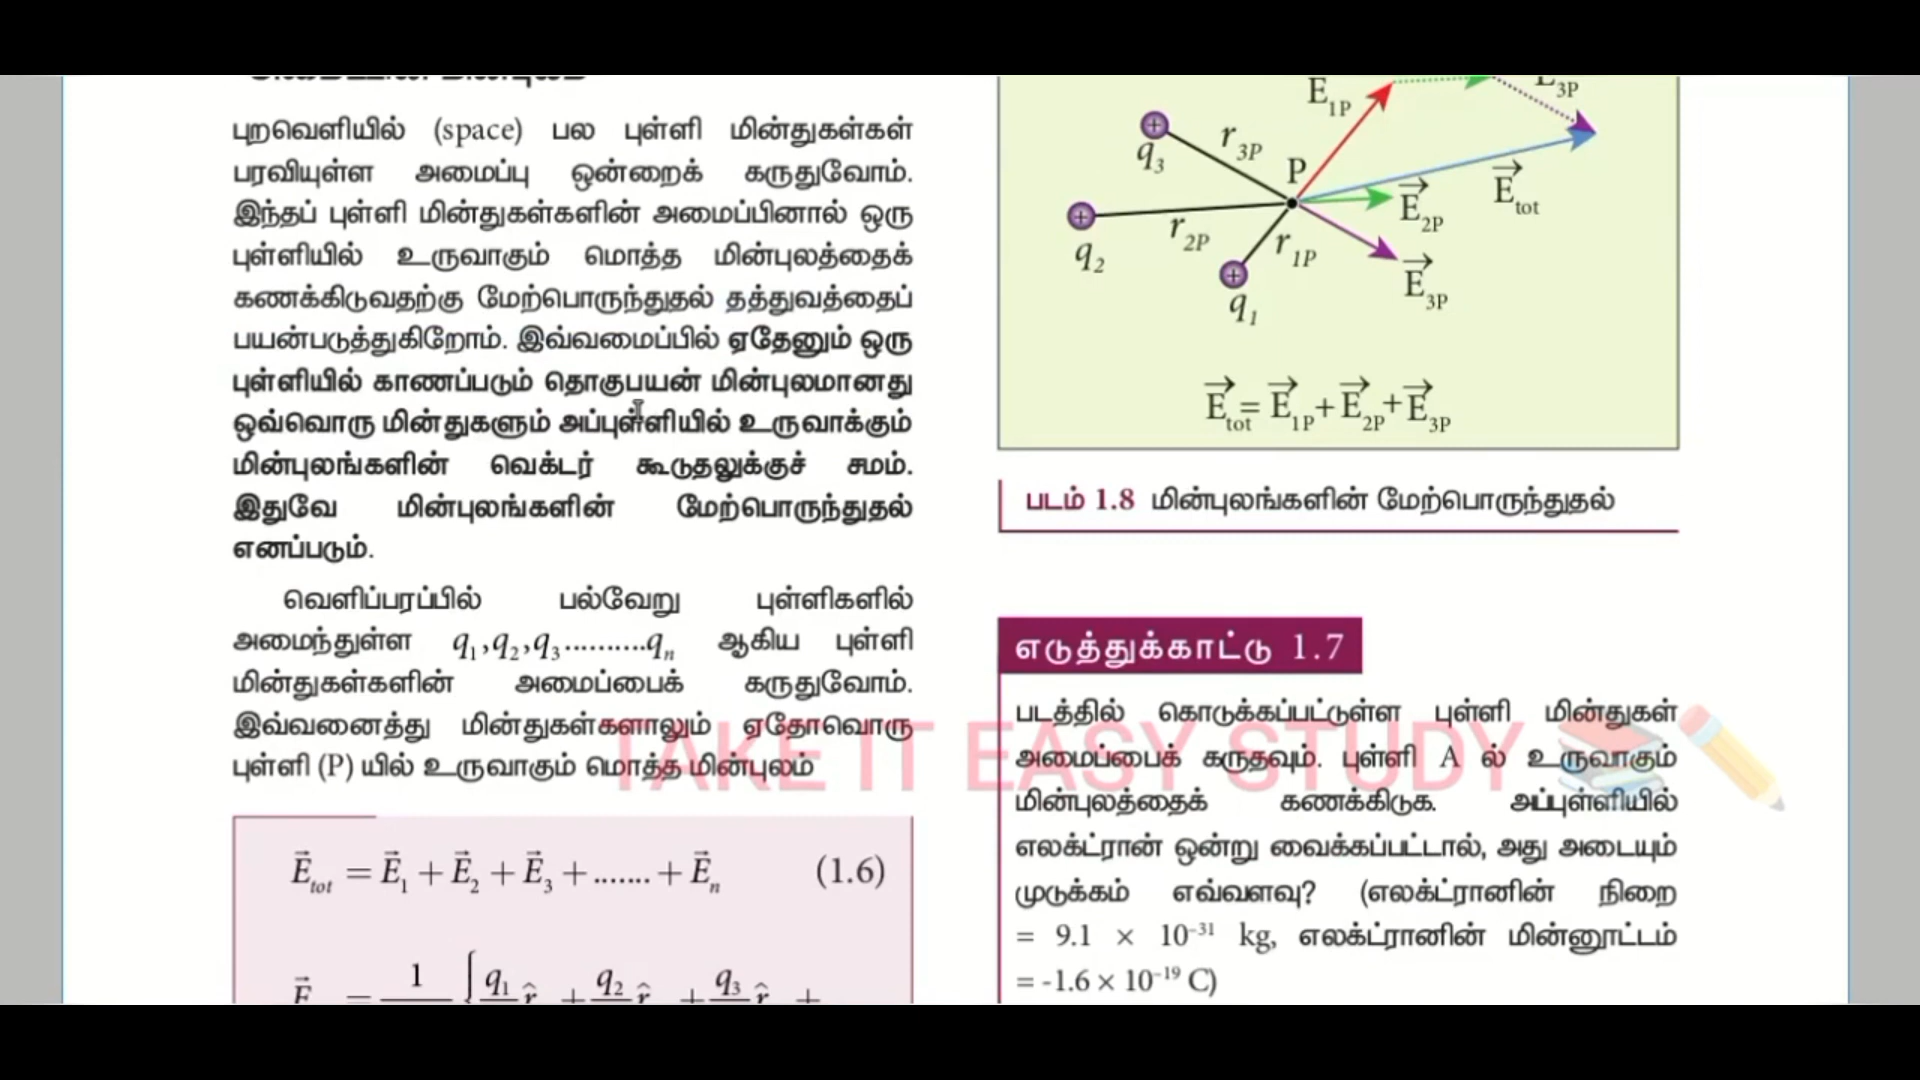 புறவெளியில் (space) பல புள்ளி மின்துகள்கள்
பரவியுள்ள அமைப்பு ஒன்றைக் கருதுவோம்.
இந்தப் புள்ளி மின்துகள்களின் அமைப்பினால் ஒரு
புள்ளியில் உருவாகும் மொத்த மின்புலத்தைக்
கணக்கிடுவதற்கு மேற்பொருந்துதல் தத்துவத்தைப்
பயன்படுத்துகிறோம். இவ்வமைப்பில் ஏதேனும் ஒரு
புள்ளியில் காணப்படும் தொகுபயன் மின்புலமானது
ஒவ்வொரு மின்துகளும் அப்புள்ளியில் உருவாக்கும்
மின்புலங்களின் வெக்டர் கூடுதலுக்குச் சமம்.
இதுவே மின்புலங்களின் மேற்பொருந்துதல்
எனப்படும்.
வெளிப்பரப்பில் பல்வேறு புள்ளிகளில்
அமைந்துள்ள q₁,q₂,q₃..........qₙ ஆகிய புள்ளி
மின்துகள்களின் அமைப்பைக் கருதுவோம்.
இவ்வனைத்து மின்துகள்களாலும் ஏதோவொரு
புள்ளி (P) யில் உருவாகும் மொத்த மின்புலம்
E⃗tot = E⃗₁ + E⃗₂ + E⃗₃ + ....... + E⃗ₙ (1.6)
E⃗ = 1 { q₁ r̂ + q₂ r̂ + q₃ r̂ +
E1P
E3P
q₃
r3P
P
E⃗tot
E⃗2P
q₂
r2P
r1P
E⃗3P
q₁
E⃗tot = E⃗1P + E⃗2P + E⃗3P
படம் 1.8 மின்புலங்களின் மேற்பொருந்துதல்
எடுத்துக்காட்டு 1.7
படத்தில் கொடுக்கப்பட்டுள்ள புள்ளி மின்துகள்
அமைப்பைக் கருதவும். புள்ளி A ல் உருவாகும்
மின்புலத்தைக் கணக்கிடுக. அப்புள்ளியில்
எலக்ட்ரான் ஒன்று வைக்கப்பட்டால், அது அடையும்
முடுக்கம் எவ்வளவு? (எலக்ட்ரானின் நிறை
= 9.1 × 10⁻³¹ kg, எலக்ட்ரானின் மின்னூட்டம்
= -1.6 × 10⁻¹⁹ C)
TAKE IT EASY STUDY